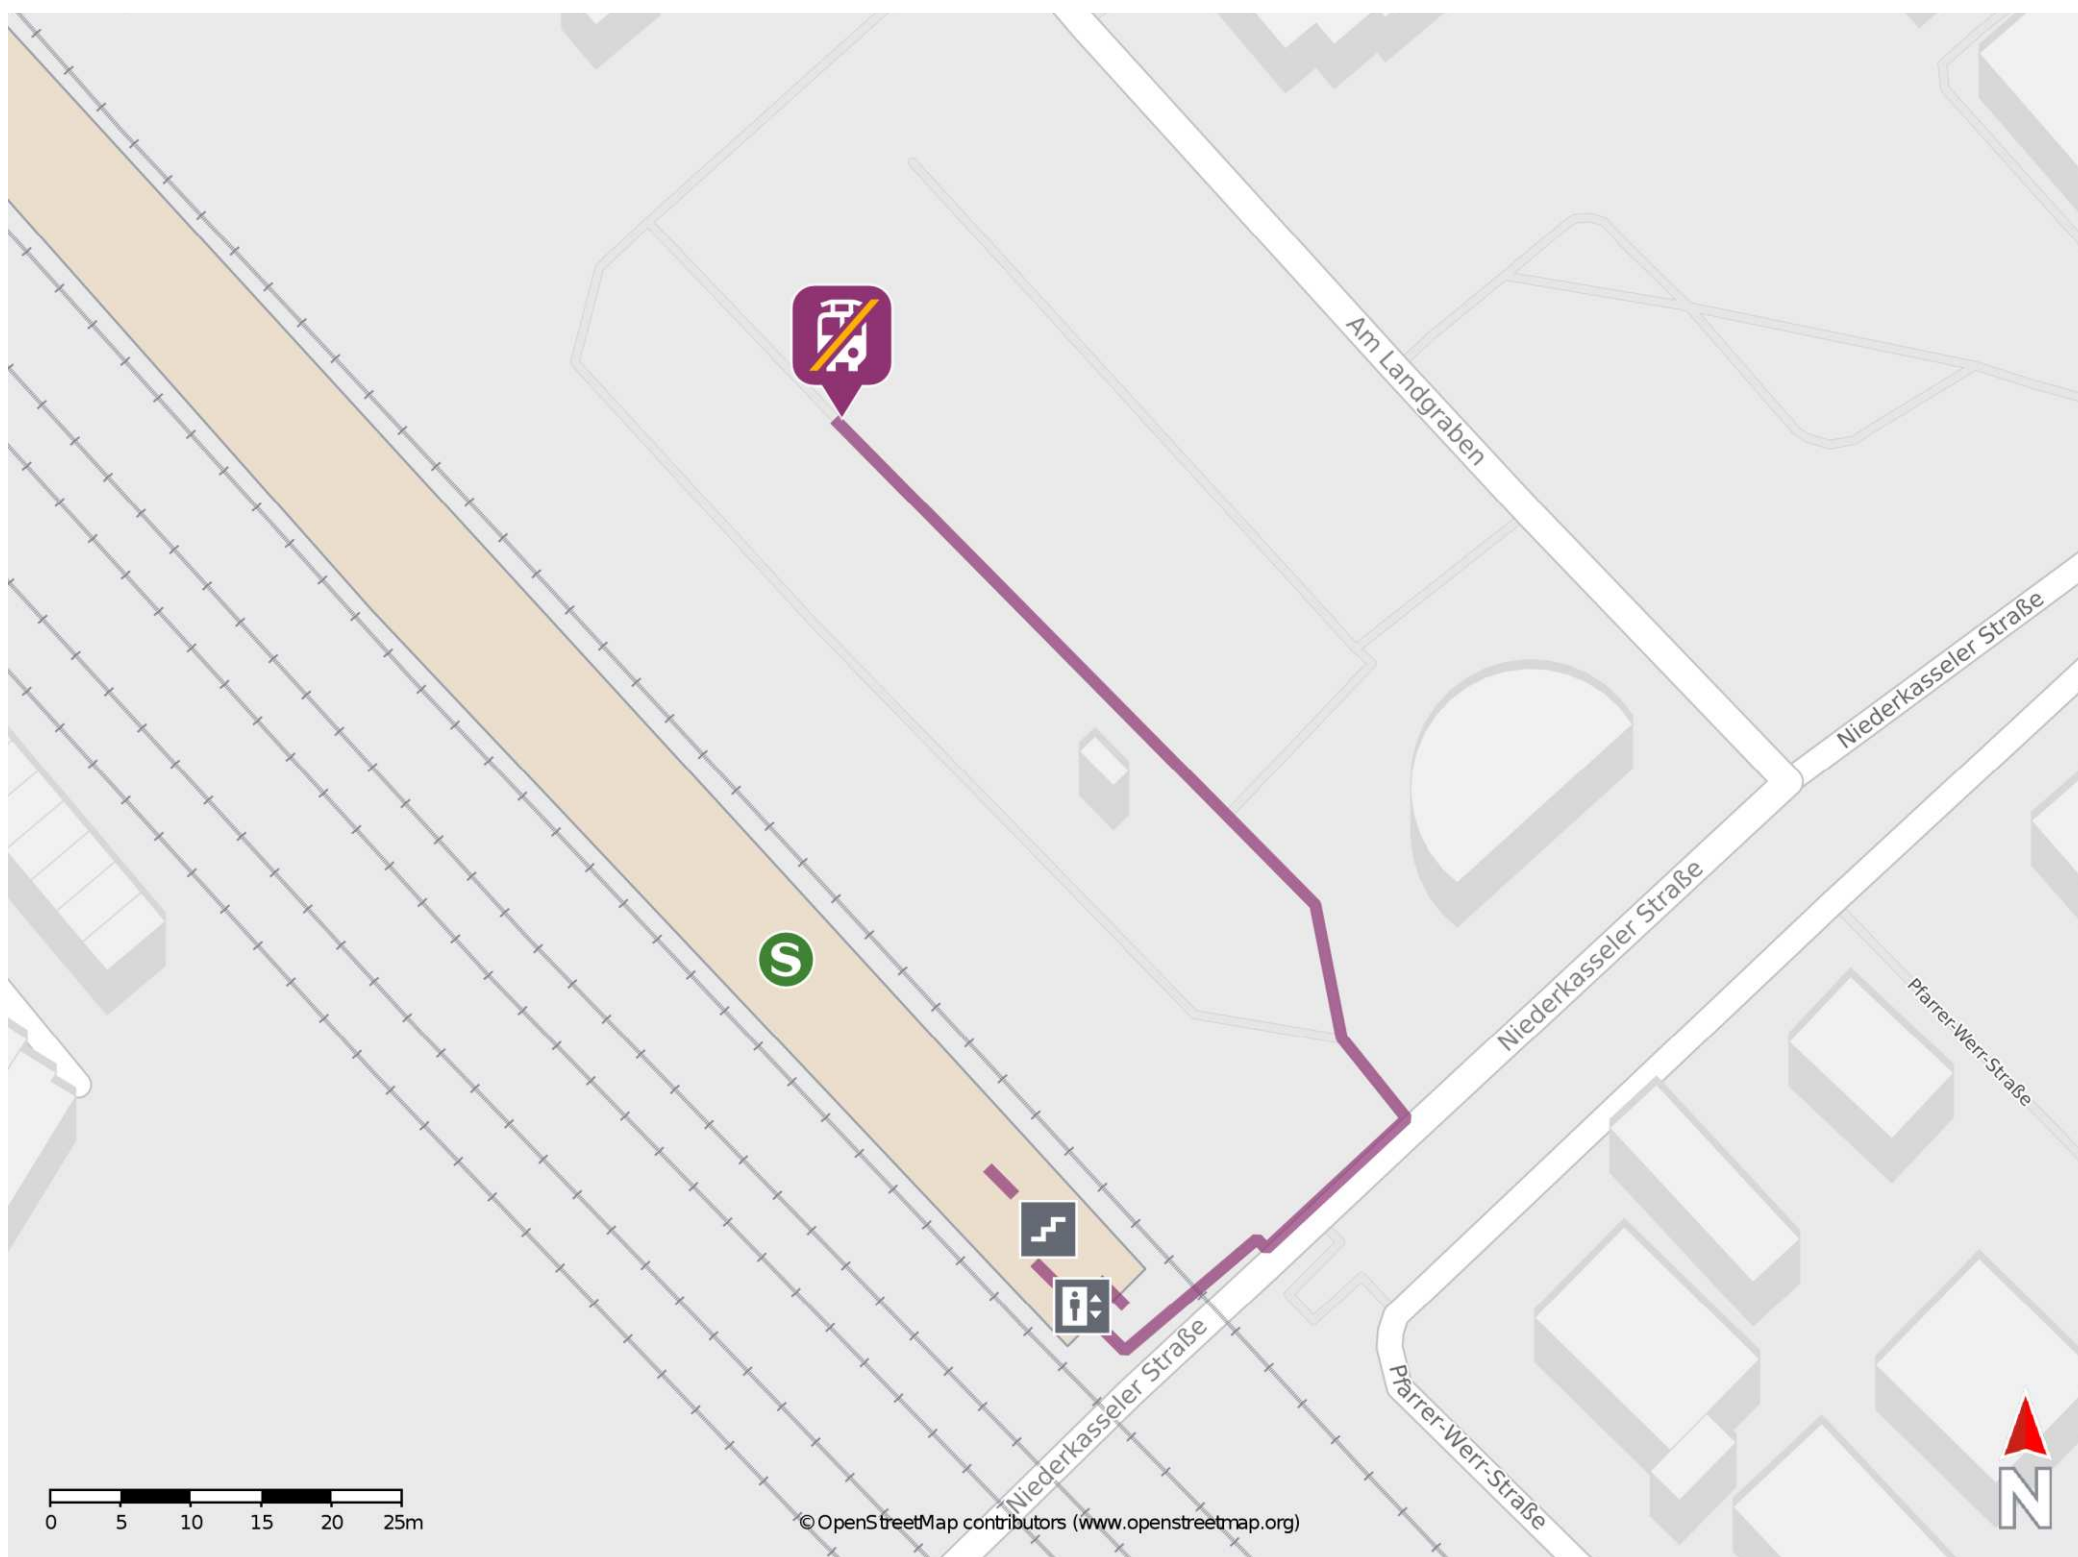 Am Landgraben
Niederkasseler Straße
Niederkasseler Straße
Pfarrer-Werr-Straße
S
Niederkasseler Straße
Pfarrer-Werr-Straße
N
0 5 10 15 20 25m
© OpenStreetMap contributors (www.openstreetmap.org)